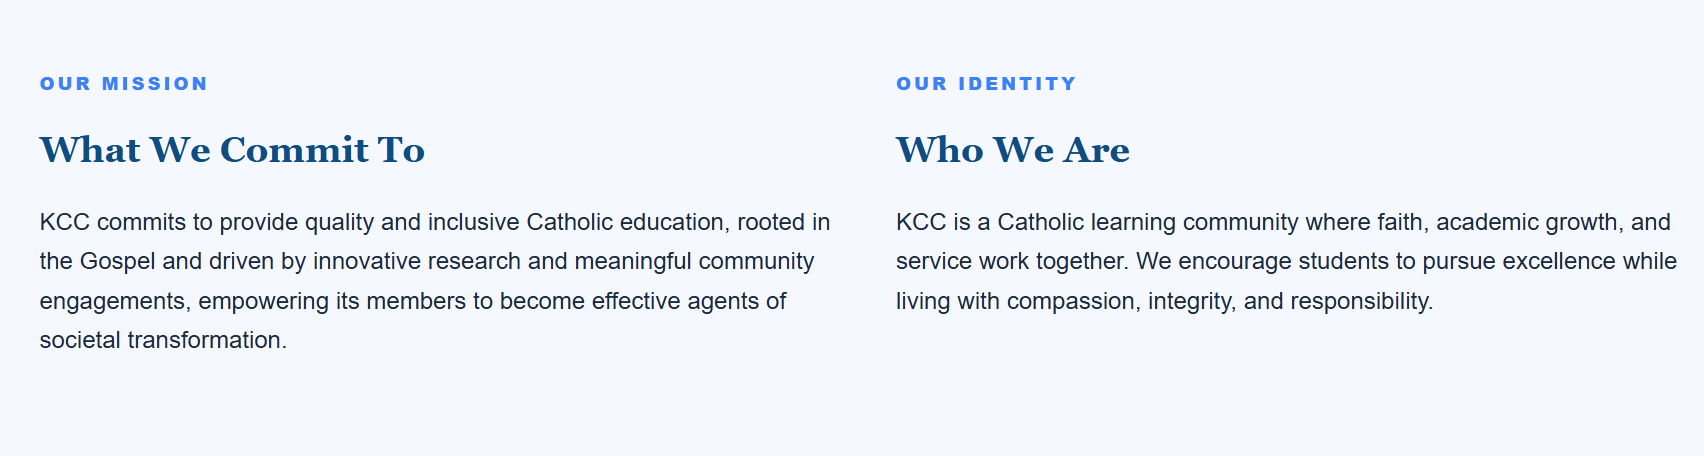 OUR MISSION
What We Commit To
KCC commits to provide quality and inclusive Catholic education, rooted in
the Gospel and driven by innovative research and meaningful community
engagements, empowering its members to become effective agents of
societal transformation.
OUR IDENTITY
Who We Are
KCC is a Catholic learning community where faith, academic growth, and
service work together. We encourage students to pursue excellence while
living with compassion, integrity, and responsibility.